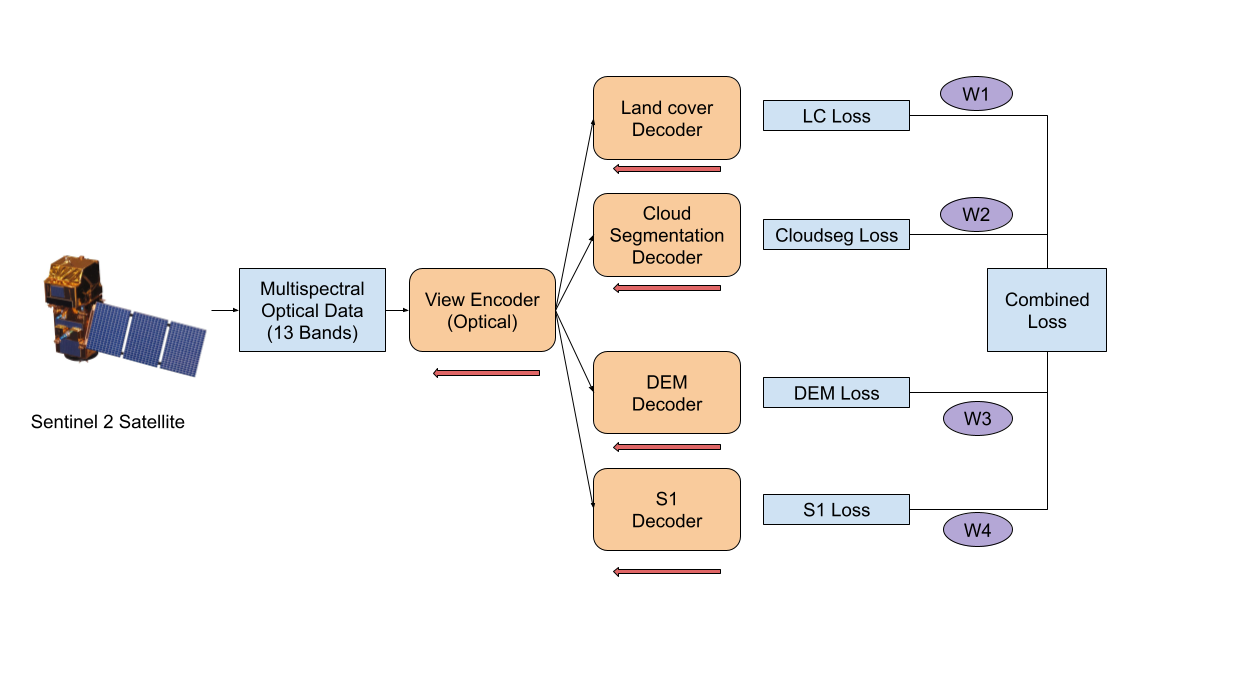 Sentinel 2 Satellite
Multispectral
Optical Data
(13 Bands)
View Encoder
(Optical)
Land cover
Decoder
Cloud
Segmentation
Decoder
DEM
Decoder
S1
Decoder
LC Loss
Cloudseg Loss
DEM Loss
S1 Loss
W1
W2
W3
W4
Combined
Loss